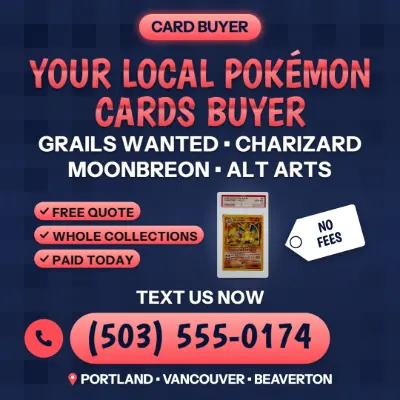 CARD BUYER
YOUR LOCAL POKÉMON
CARDS BUYER
GRAILS WANTED ▪ CHARIZARD
MOONBREON ▪ ALT ARTS
✓ FREE QUOTE
✓ WHOLE COLLECTIONS
✓ PAID TODAY
NO
FEES
TEXT US NOW
(503) 555-0174
PORTLAND ▪ VANCOUVER ▪ BEAVERTON